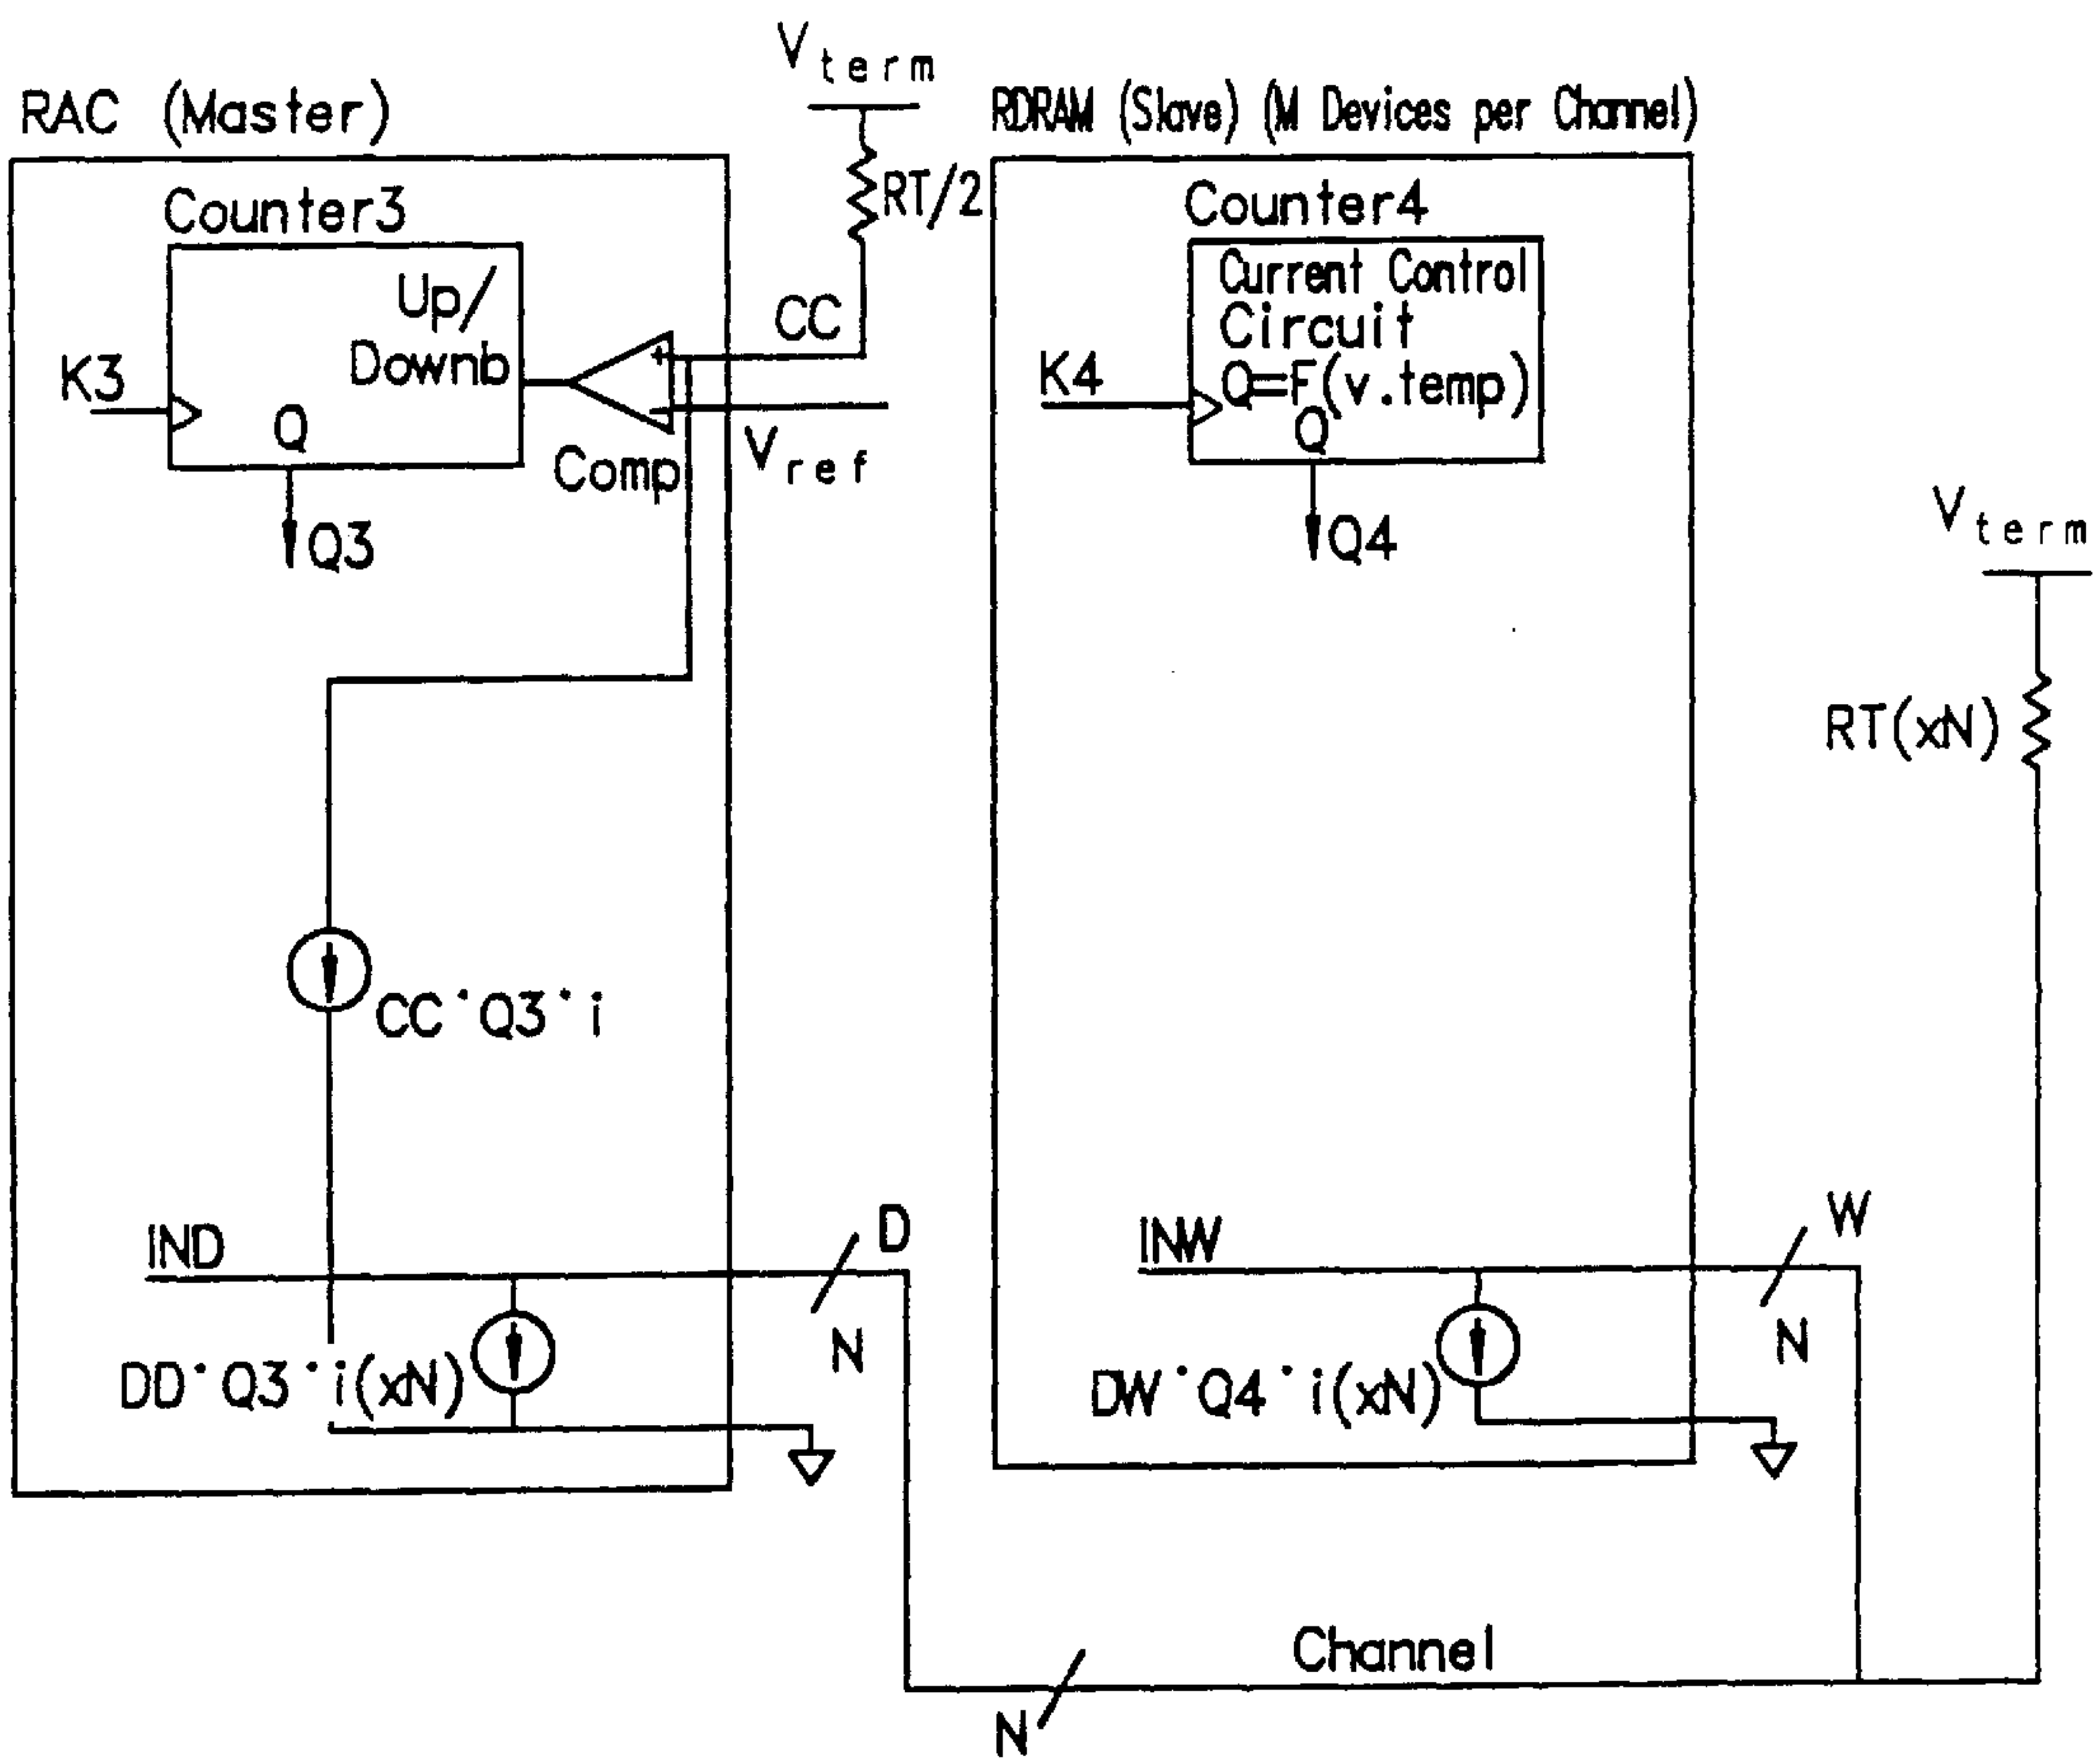 V term
RAC (Master)
RDRAM (Slave) (M Devices per Channel)
RT/2
Counter3
Up/
Downb
K3
Q
Q3
+
-
Comp
CC
V ref
Counter4
Current Control
Circuit
Q=F(v.temp)
K4
Q
Q4
V term
RT(xN)
CC·Q3·i
IND
D
N
DD·Q3·i(xN)
INW
W
N
DW·Q4·i(xN)
Channel
N